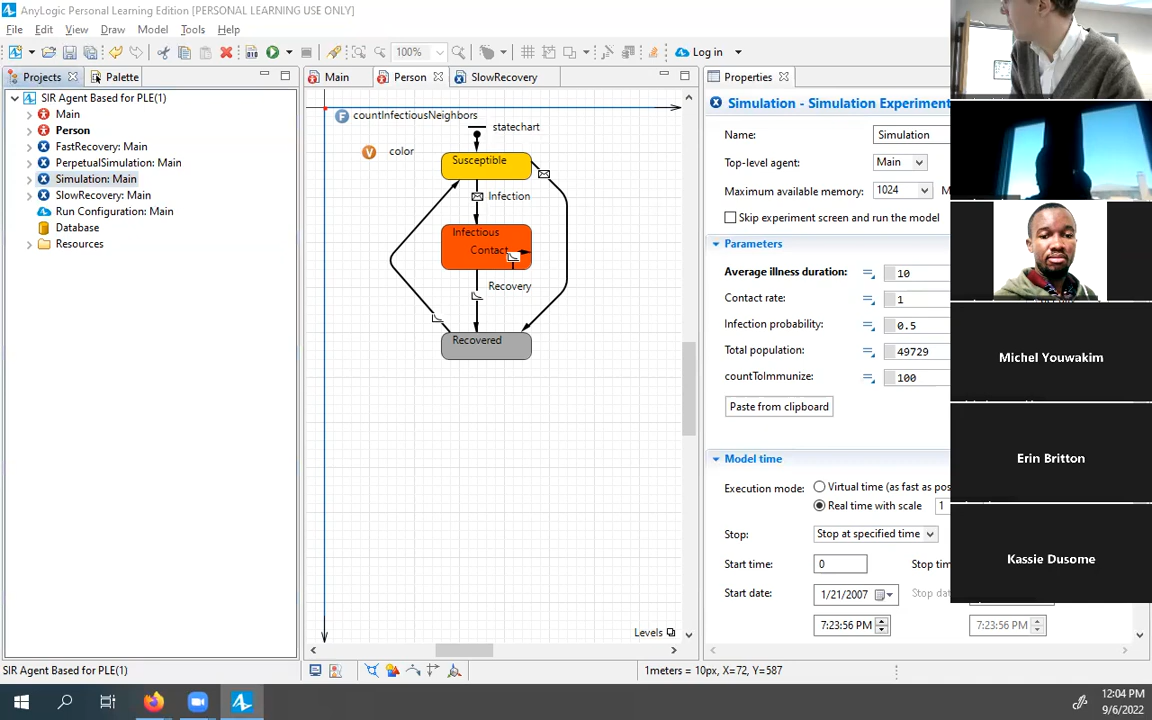 AnyLogic Personal Learning Edition [PERSONAL LEARNING USE ONLY]
File Edit View Draw Model Tools Help
100% Log in
Projects Palette
SIR Agent Based for PLE(1)
Main
Person
FastRecovery: Main
PerpetualSimulation: Main
Simulation: Main
SlowRecovery: Main
Run Configuration: Main
Database
Resources
Main Person SlowRecovery
F countInfectiousNeighbors
statechart
V color
Susceptible
Infection
Infectious
Contact
Recovery
Recovered
Levels
Properties
Simulation - Simulation Experiment
Name: Simulation
Top-level agent: Main
Maximum available memory: 1024 M
Skip experiment screen and run the model
Parameters
Average illness duration: 10
Contact rate: 1
Infection probability: 0.5
Total population: 49729
countToImmunize: 100
Paste from clipboard
Model time
Execution mode: Virtual time (as fast as pos
Real time with scale 1
Stop: Stop at specified time
Start time: 0 Stop tim
Start date: 1/21/2007 Stop da
7:23:56 PM 7:23:56 PM
Michel Youwakim
Erin Britton
Kassie Dusome
SIR Agent Based for PLE(1)
1meters = 10px, X=72, Y=587
12:04 PM
9/6/2022